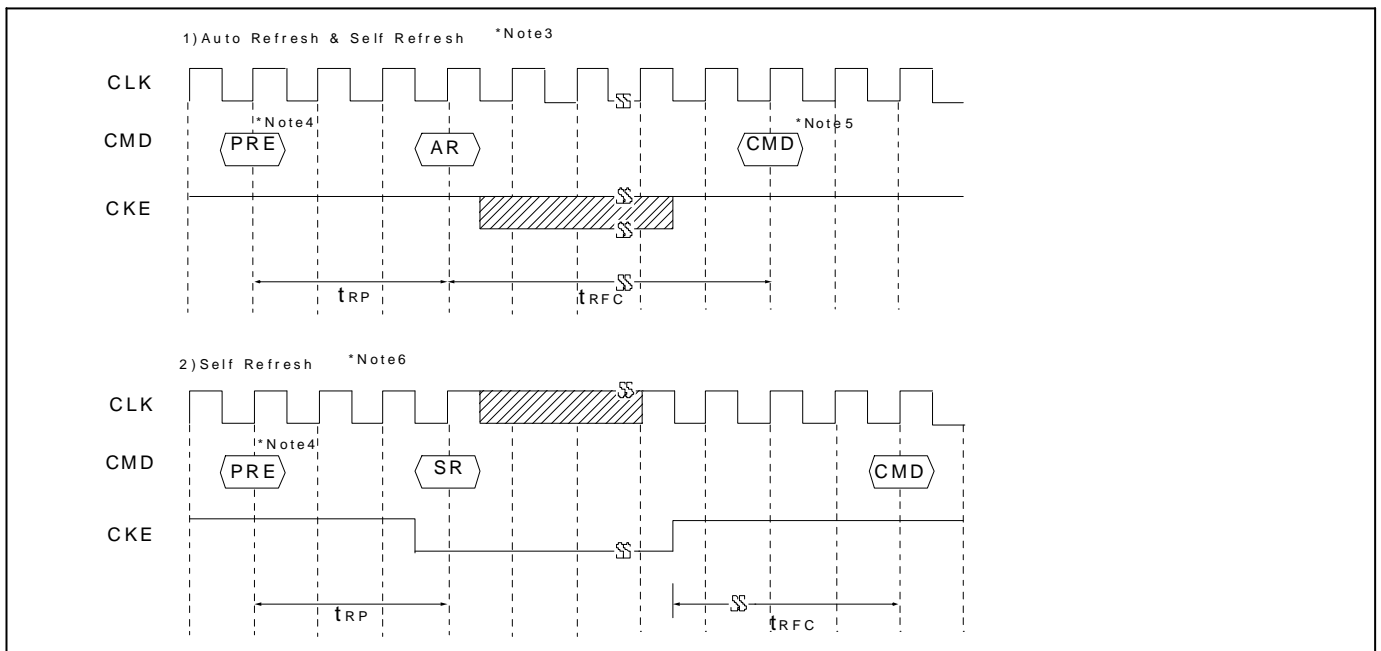 1)Auto Refresh & Self Refresh *Note3
CLK
*Note4 *Note5
CMD PRE AR CMD
CKE
tRP tRFC
2)Self Refresh *Note6
CLK
*Note4
CMD PRE SR CMD
CKE
tRP tRFC